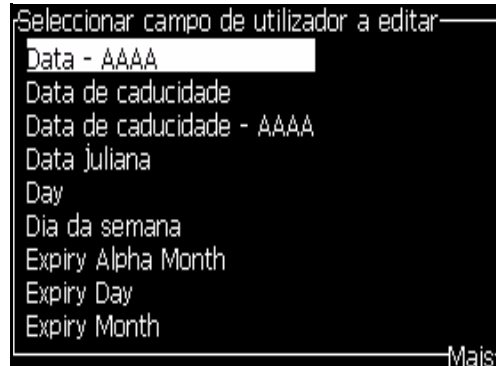 Seleccionar campo de utilizador a editar
Data - AAAA
Data de caducidade
Data de caducidade - AAAA
Data juliana
Day
Dia da semana
Expiry Alpha Month
Expiry Day
Expiry Month
Mais